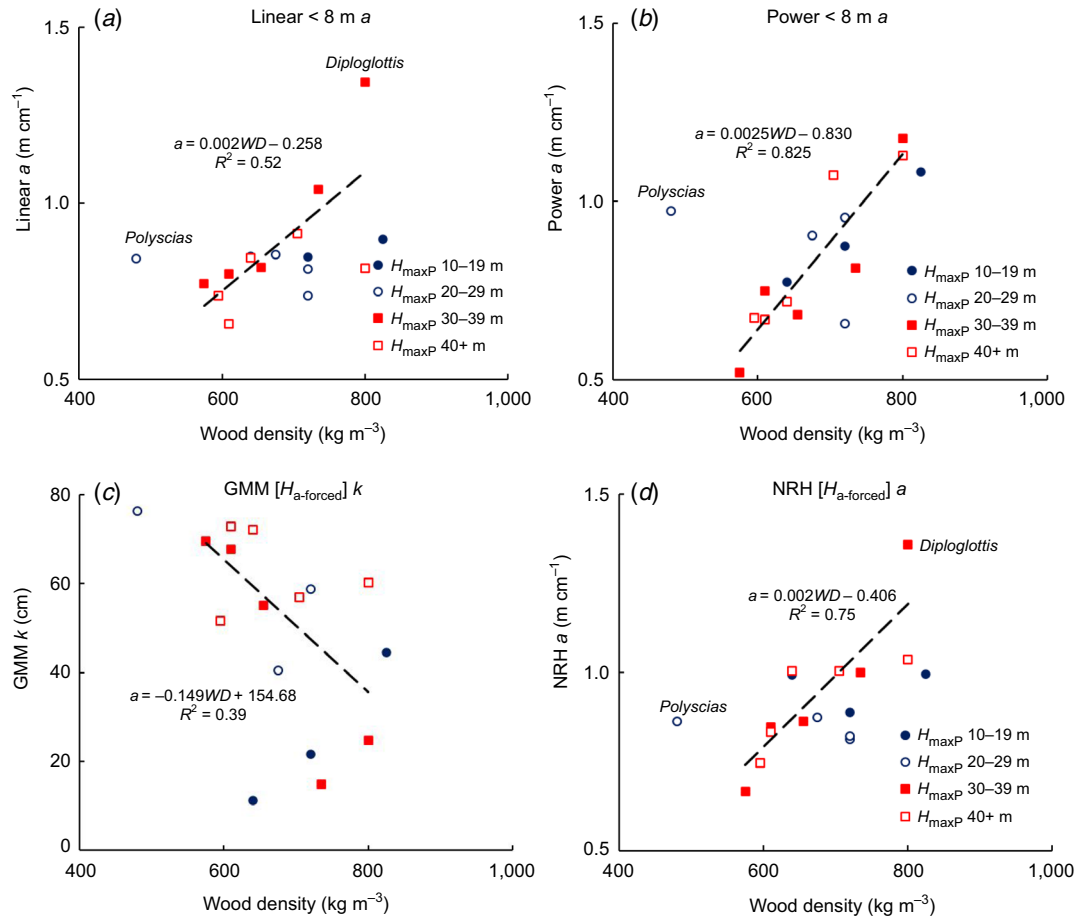 (a) Linear < 8 m a
1.5
1.0
0.5
Linear a (m cm⁻¹)
Diploglottis
a = 0.002WD – 0.258
R² = 0.52
Polyscias
HmaxP 10–19 m
HmaxP 20–29 m
HmaxP 30–39 m
HmaxP 40+ m
400 600 800 1,000
Wood density (kg m⁻³)
(b) Power < 8 m a
1.5
1.0
0.5
Power a (m cm⁻¹)
a = 0.0025WD – 0.830
R² = 0.825
Polyscias
HmaxP 10–19 m
HmaxP 20–29 m
HmaxP 30–39 m
HmaxP 40+ m
400 600 800 1,000
Wood density (kg m⁻³)
(c) GMM [Ha-forced] k
80
60
40
20
0
GMM k (cm)
a = –0.149WD + 154.68
R² = 0.39
400 600 800 1,000
Wood density (kg m⁻³)
(d) NRH [Ha-forced] a
1.5
1.0
0.5
NRH a (m cm⁻¹)
Diploglottis
a = 0.002WD – 0.406
R² = 0.75
Polyscias
HmaxP 10–19 m
HmaxP 20–29 m
HmaxP 30–39 m
HmaxP 40+ m
400 600 800 1,000
Wood density (kg m⁻³)